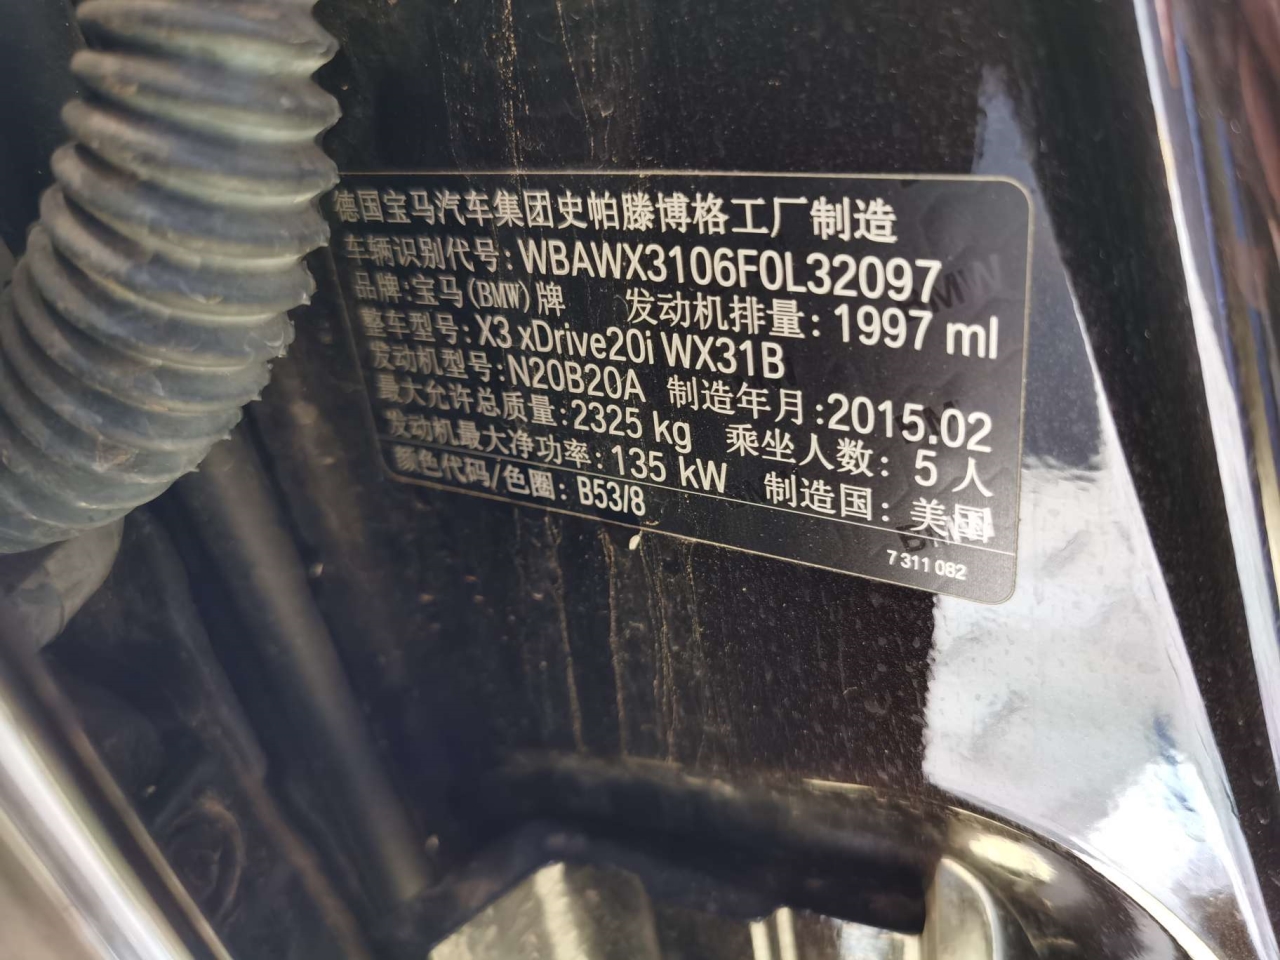 德国宝马汽车集团史帕滕博格工厂制造
车辆识别代号: WBAWX3106F0L32097
品牌:宝马(BMW)牌 发动机排量: 1997 ml
整车型号: X3 xDrive20i WX31B
发动机型号: N20B20A 制造年月: 2015.02
最大允许总质量: 2325 kg 乘坐人数: 5 人
发动机最大净功率: 135 kW 制造国: 美国
颜色代码/色圈: B53/8
7 311 082